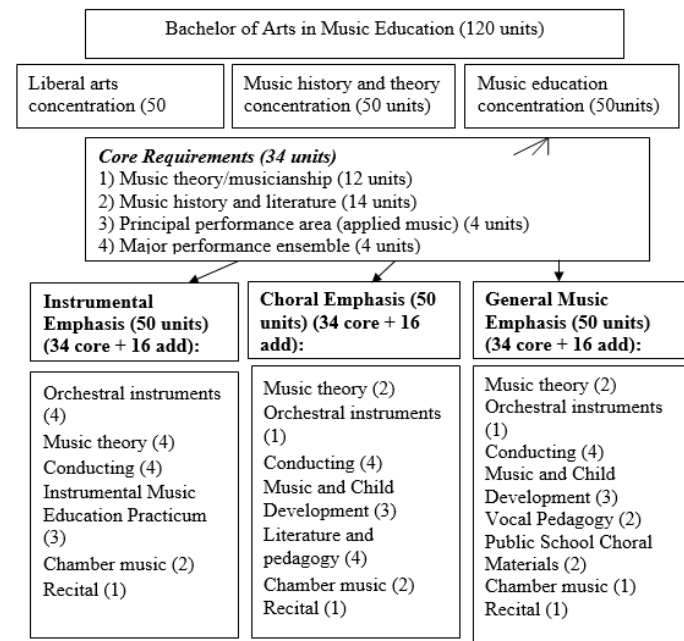 Bachelor of Arts in Music Education (120 units)
Liberal arts
concentration (50
Music history and theory
concentration (50 units)
Music education
concentration (50units)
Core Requirements (34 units)
1) Music theory/musicianship (12 units)
2) Music history and literature (14 units)
3) Principal performance area (applied music) (4 units)
4) Major performance ensemble (4 units)
Instrumental
Emphasis (50 units)
(34 core + 16 add):
Choral Emphasis (50
units) (34 core + 16
add):
General Music
Emphasis (50 units)
(34 core + 16 add):
Orchestral instruments
(4)
Music theory (4)
Conducting (4)
Instrumental Music
Education Practicum
(3)
Chamber music (2)
Recital (1)
Music theory (2)
Orchestral instruments
(1)
Conducting (4)
Music and Child
Development (3)
Literature and
pedagogy (4)
Chamber music (2)
Recital (1)
Music theory (2)
Orchestral instruments
(1)
Conducting (4)
Music and Child
Development (3)
Vocal Pedagogy (2)
Public School Choral
Materials (2)
Chamber music (1)
Recital (1)